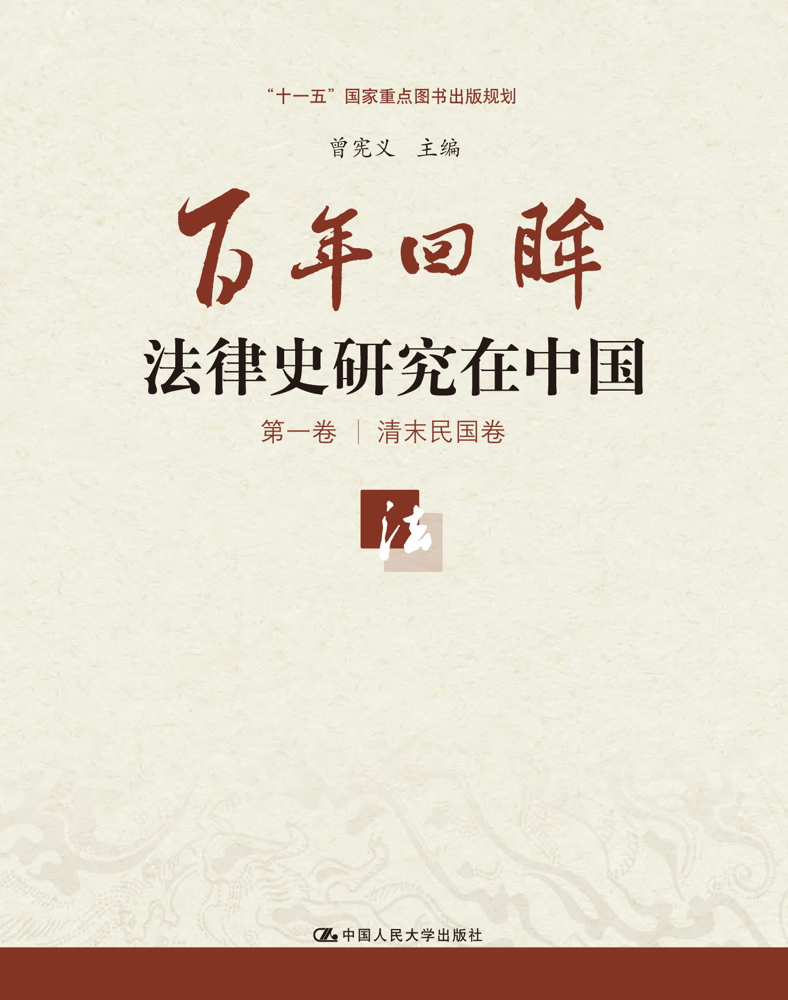 “十一五”国家重点图书出版规划
曾宪义 主编
百年回眸
法律史研究在中国
第一卷｜清末民国卷
法
中国人民大学出版社